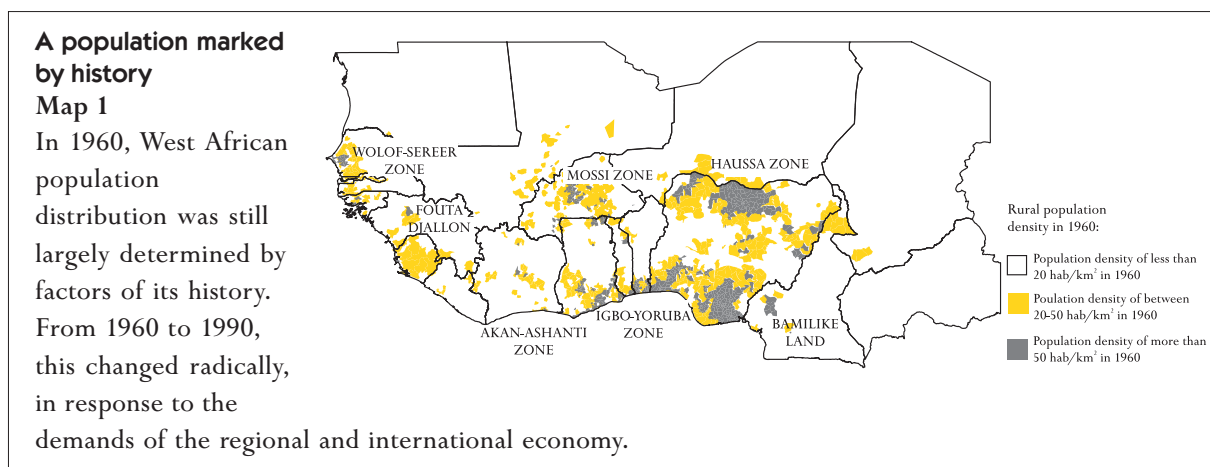 A population marked
by history
Map 1
In 1960, West African
population
distribution was still
largely determined by
factors of its history.
From 1960 to 1990,
this changed radically,
in response to the
demands of the regional and international economy.
WOLOF-SEREER
ZONE
FOUTA
DJALLON
MOSSI ZONE
HAUSSA ZONE
AKAN-ASHANTI
ZONE
IGBO-YORUBA
ZONE
BAMILIKE
LAND
Rural population
density in 1960:
Population density of less than
20 hab/km² in 1960
Poulation density of between
20-50 hab/km² in 1960
Population density of more than
50 hab/km² in 1960